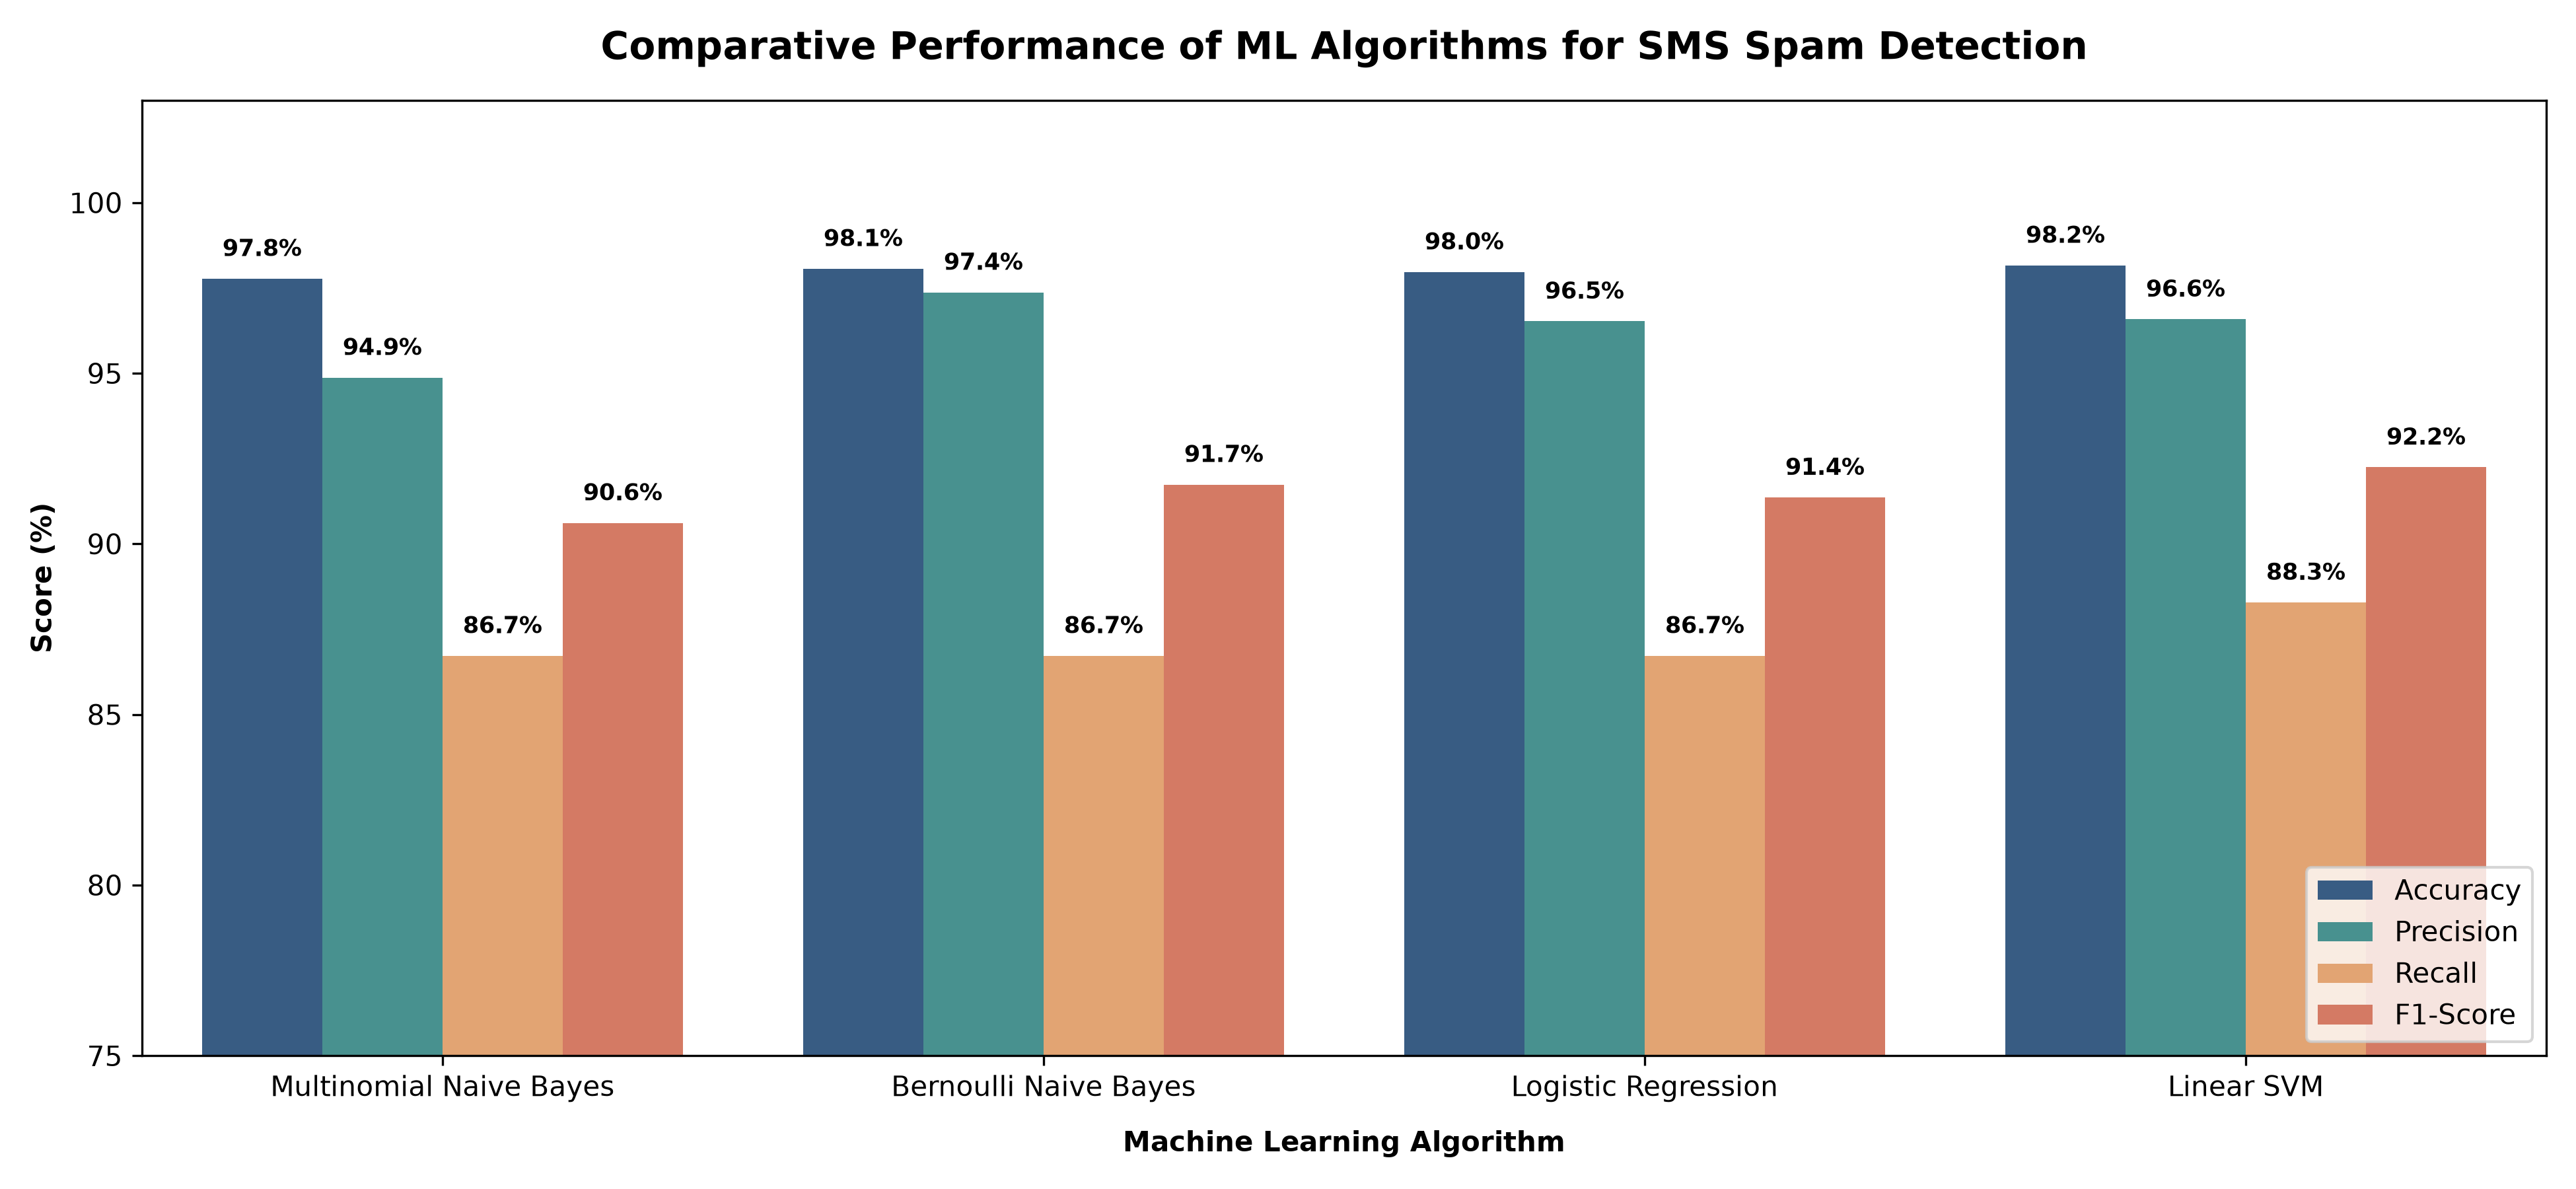 Comparative Performance of ML Algorithms for SMS Spam Detection
Score (%)
100
95
90
85
80
75
97.8%
94.9%
86.7%
90.6%
98.1%
97.4%
86.7%
91.7%
98.0%
96.5%
86.7%
91.4%
98.2%
96.6%
88.3%
92.2%
Accuracy
Precision
Recall
F1-Score
Multinomial Naive Bayes
Bernoulli Naive Bayes
Logistic Regression
Linear SVM
Machine Learning Algorithm